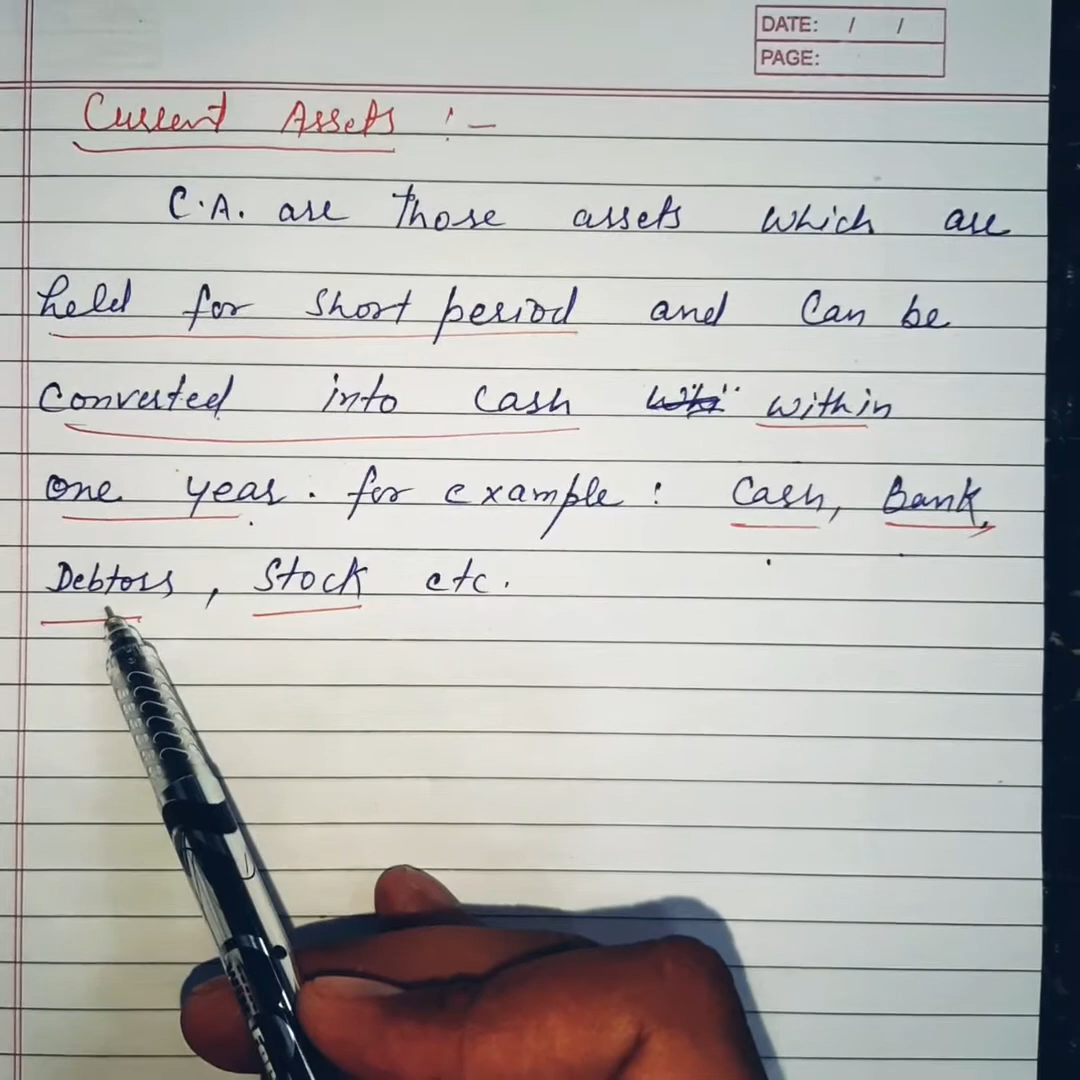 DATE: / /
PAGE:
Current Assets :-
C.A. are those assets which are
held for short period and can be
converted into cash within
one year. for example : Cash, Bank,
Debtors, Stock etc.